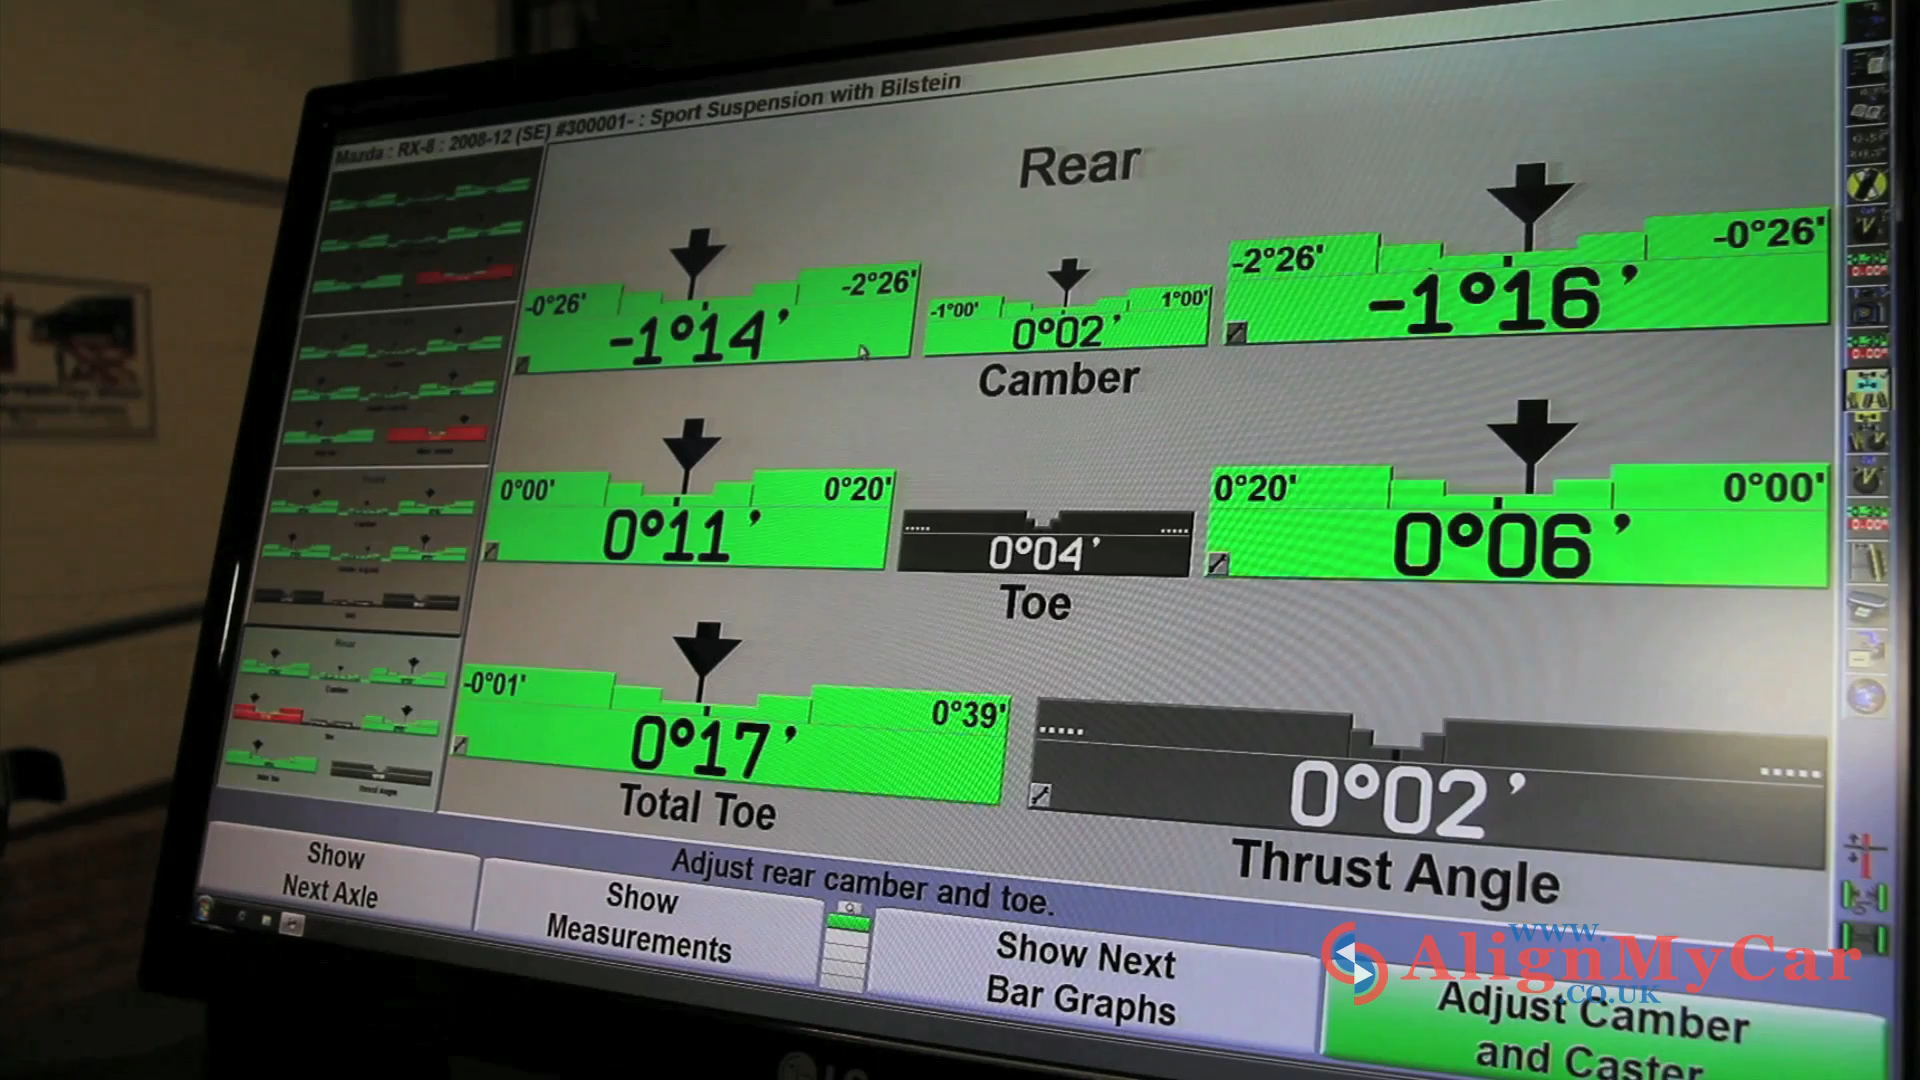 Mazda : RX-8 : 2008-12 (SE) #300001- : Sport Suspension with Bilstein
Rear
-0°26' -2°26'
-1°14'
-1°00' 1°00'
0°02'
-2°26' -0°26'
-1°16'
Camber
0°00' 0°20'
0°11'
0°04'
0°20' 0°00'
0°06'
Toe
-0°01' 0°39'
0°17'
Total Toe
0°02'
Thrust Angle
Adjust rear camber and toe.
Show
Next Axle
Show
Measurements
Show Next
Bar Graphs
Adjust Camber
and Caster
www.
AlignMyCar
.co.uk